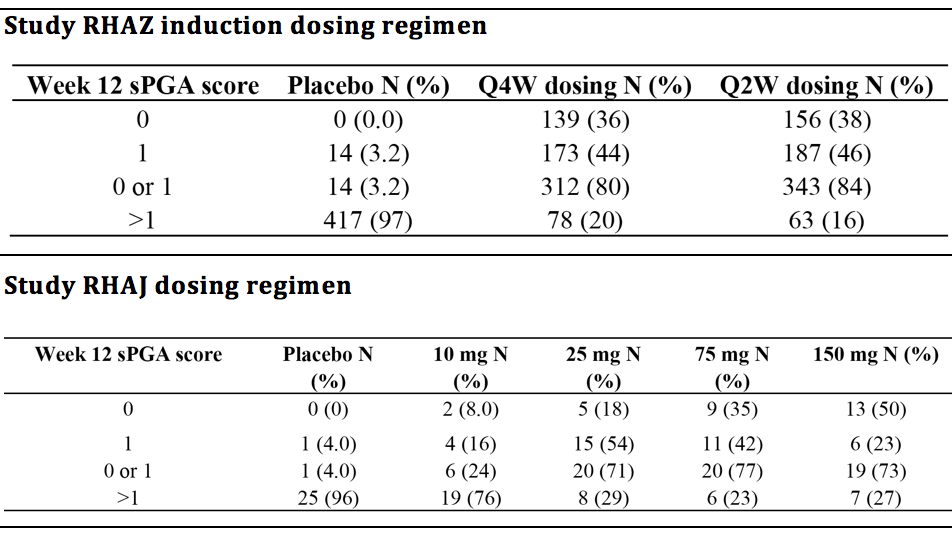 Study RHAZ induction dosing regimen
Week 12 sPGA score Placebo N (%) Q4W dosing N (%) Q2W dosing N (%)
0 0 (0.0) 139 (36) 156 (38)
1 14 (3.2) 173 (44) 187 (46)
0 or 1 14 (3.2) 312 (80) 343 (84)
>1 417 (97) 78 (20) 63 (16)
Study RHAJ dosing regimen
Week 12 sPGA score Placebo N 10 mg N 25 mg N 75 mg N 150 mg N (%)
(%) (%) (%) (%)
0 0 (0) 2 (8.0) 5 (18) 9 (35) 13 (50)
1 1 (4.0) 4 (16) 15 (54) 11 (42) 6 (23)
0 or 1 1 (4.0) 6 (24) 20 (71) 20 (77) 19 (73)
>1 25 (96) 19 (76) 8 (29) 6 (23) 7 (27)